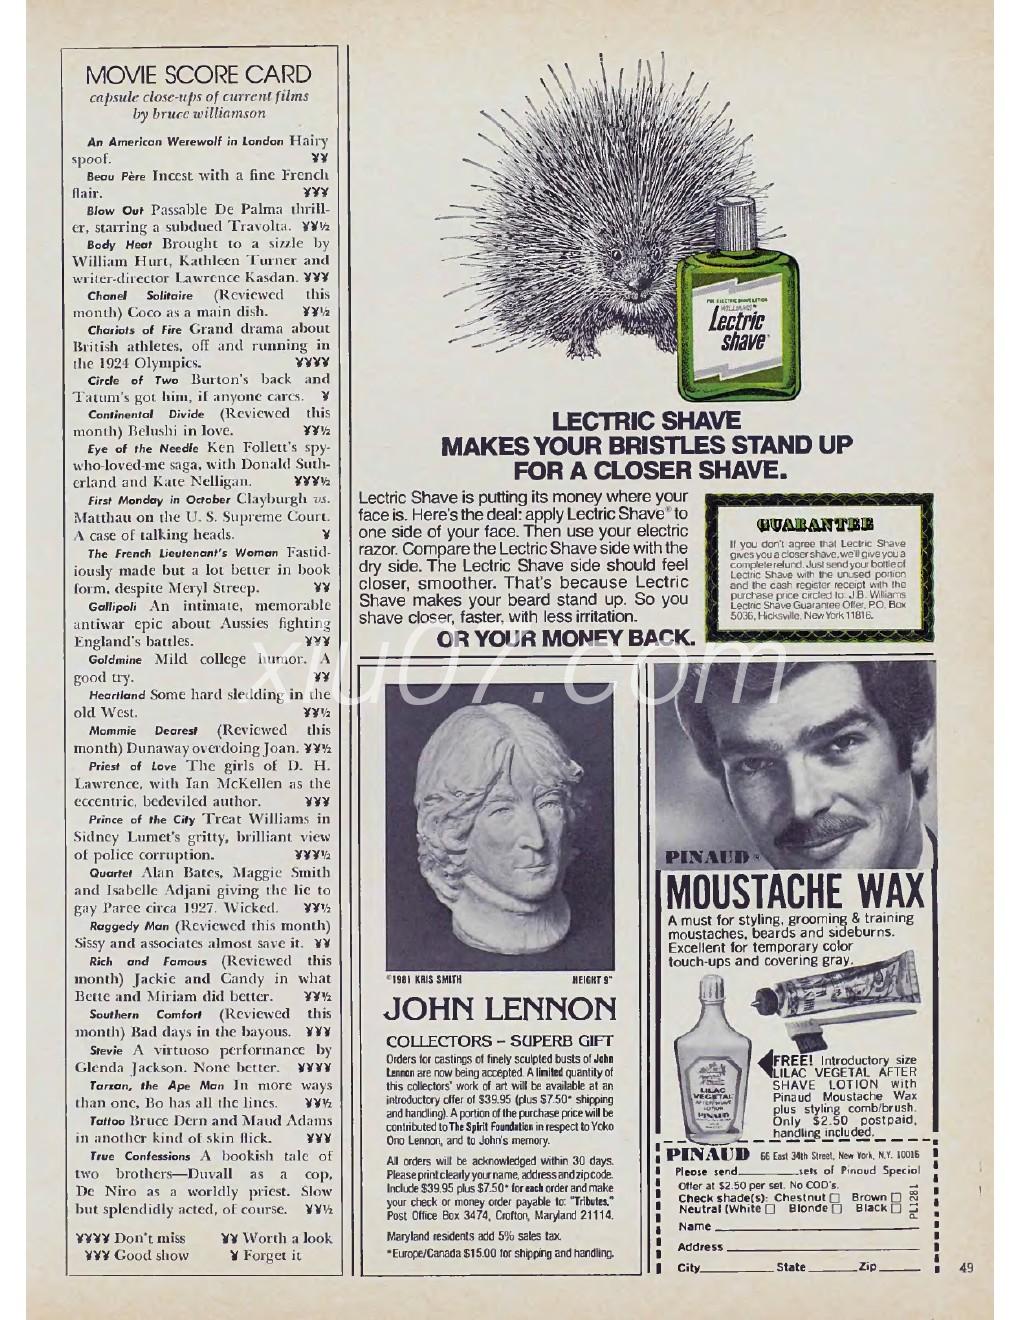 MOVIE SCORE CARD
capsule close-ups of current films
by bruce williamson
An American Werewolf in London Hairy
spoof. ¥¥
Beau Père Incest with a fine French
flair. ¥¥¥
Blow Out Passable De Palma thrill-
er, starring a subdued Travolta. ¥¥½
Body Heat Brought to a sizzle by
William Hurt, Kathleen Turner and
writer-director Lawrence Kasdan. ¥¥¥
Chanel Solitaire (Reviewed this
month) Coco as a main dish. ¥¥½
Chariots of Fire Grand drama about
British athletes, off and running in
the 1924 Olympics. ¥¥¥¥
Circle of Two Burton's back and
Tatum's got him, if anyone cares. ¥
Continental Divide (Reviewed this
month) Belushi in love. ¥¥½
Eye of the Needle Ken Follett's spy-
who-loved-me saga, with Donald Suth-
erland and Kate Nelligan. ¥¥¥½
First Monday in October Clayburgh vs.
Matthau on the U. S. Supreme Court.
A case of talking heads. ¥
The French Lieutenant's Woman Fastid-
iously made but a lot better in book
form, despite Meryl Streep. ¥¥
Gallipoli An intimate, memorable
antiwar epic about Aussies fighting
England's battles. ¥¥¥
Goldmine Mild college humor. A
good try. ¥¥
Heartland Some hard sledding in the
old West. ¥¥½
Mommie Dearest (Reviewed this
month) Dunaway overdoing Joan. ¥¥½
Priest of Love The girls of D. H.
Lawrence, with Ian McKellen as the
eccentric, bedeviled author. ¥¥¥
Prince of the City Treat Williams in
Sidney Lumet's gritty, brilliant view
of police corruption. ¥¥¥½
Quartet Alan Bates, Maggie Smith
and Isabelle Adjani giving the lie to
gay Paree circa 1927. Wicked. ¥¥½
Raggedy Man (Reviewed this month)
Sissy and associates almost save it. ¥¥
Rich and Famous (Reviewed this
month) Jackie and Candy in what
Bette and Miriam did better. ¥¥½
Southern Comfort (Reviewed this
month) Bad days in the bayous. ¥¥¥
Stevie A virtuoso performance by
Glenda Jackson. None better. ¥¥¥¥
Tarzan, the Ape Man In more ways
than one, Bo has all the lines. ¥¥½
Tattoo Bruce Dern and Maud Adams
in another kind of skin flick. ¥¥¥
True Confessions A bookish tale of
two brothers—Duvall as a cop,
De Niro as a worldly priest. Slow
but splendidly acted, of course. ¥¥½
¥¥¥¥ Don't miss ¥¥ Worth a look
¥¥¥ Good show ¥ Forget it
PRE ELECTRIC SHAVE LOTION
WILLIAMS
Lectric
shave
LECTRIC SHAVE
MAKES YOUR BRISTLES STAND UP
FOR A CLOSER SHAVE.
Lectric Shave is putting its money where your
face is. Here's the deal: apply Lectric Shave® to
one side of your face. Then use your electric
razor. Compare the Lectric Shave side with the
dry side. The Lectric Shave side should feel
closer, smoother. That's because Lectric
Shave makes your beard stand up. So you
shave closer, faster, with less irritation.
OR YOUR MONEY BACK.
GUARANTEE
If you don't agree that Lectric Shave
gives you a closer shave, we'll give you a
complete refund. Just send your bottle of
Lectric Shave with the unused portion
and the cash register receipt with the
purchase price circled to: J.B. Williams
Lectric Shave Guarantee Offer, P.O. Box
5036, Hicksville, New York 11816.
xiu07.com
©1981 KRIS SMITH HEIGHT 9"
JOHN LENNON
COLLECTORS – SUPERB GIFT
Orders for castings of finely sculpted busts of John
Lennon are now being accepted. A limited quantity of
this collectors' work of art will be available at an
introductory offer of $39.95 (plus $7.50* shipping
and handling). A portion of the purchase price will be
contributed to The Spirit Foundation in respect to Yoko
Ono Lennon, and to John's memory.
All orders will be acknowledged within 30 days.
Please print clearly your name, address and zip code.
Include $39.95 plus $7.50* for each order and make
your check or money order payable to: "Tributes,"
Post Office Box 3474, Crofton, Maryland 21114.
Maryland residents add 5% sales tax.
*Europe/Canada $15.00 for shipping and handling.
PINAUD®
MOUSTACHE WAX
A must for styling, grooming & training
moustaches, beards and sideburns.
Excellent for temporary color
touch-ups and covering gray.
LILAC
VEGETAL
AFTER SHAVE
LOTION
PINAUD
FREE! Introductory size
LILAC VEGETAL AFTER
SHAVE LOTION with
Pinaud Moustache Wax
plus styling comb/brush.
Only $2.50 postpaid,
handling included.
PINAUD 66 East 34th Street, New York, N.Y. 10016
Please send________sets of Pinaud Special
Offer at $2.50 per set. No COD's.
Check shade(s): Chestnut □ Brown □
Neutral (White □ Blonde □ Black □
PL1281
Name
Address
City State Zip
49